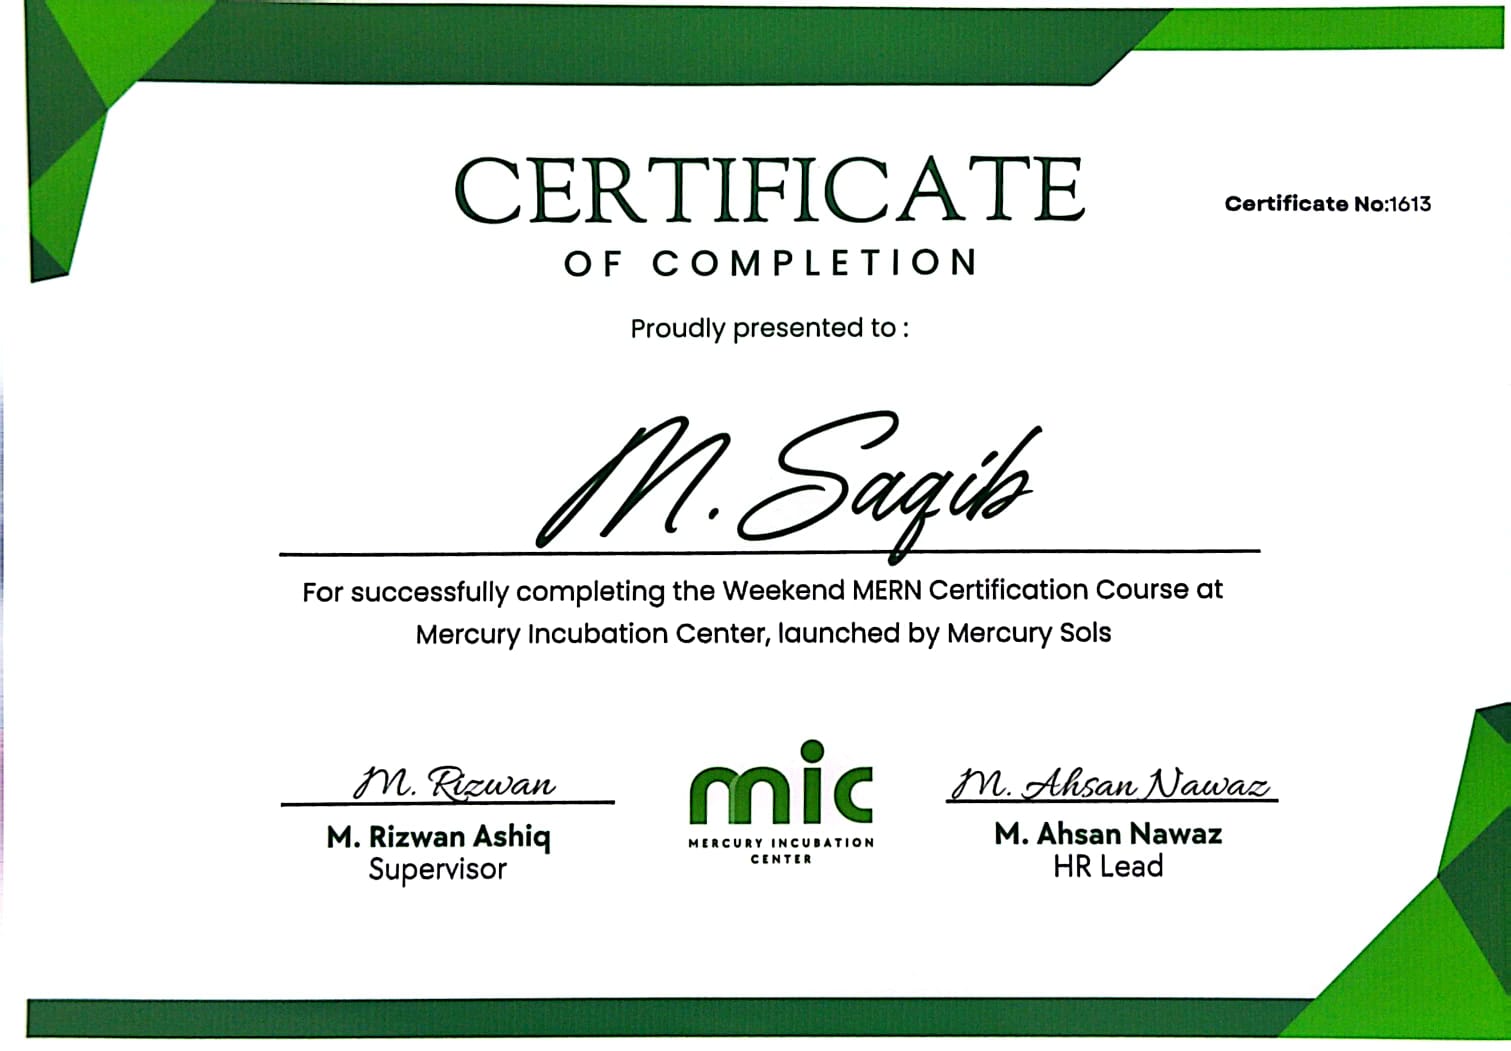 CERTIFICATE
Certificate No:1613
OF COMPLETION
Proudly presented to :
M. Saqib
For successfully completing the Weekend MERN Certification Course at
Mercury Incubation Center, launched by Mercury Sols
M. Rizwan
M. Rizwan Ashiq
Supervisor
mic
MERCURY INCUBATION
CENTER
M. Ahsan Nawaz
M. Ahsan Nawaz
HR Lead